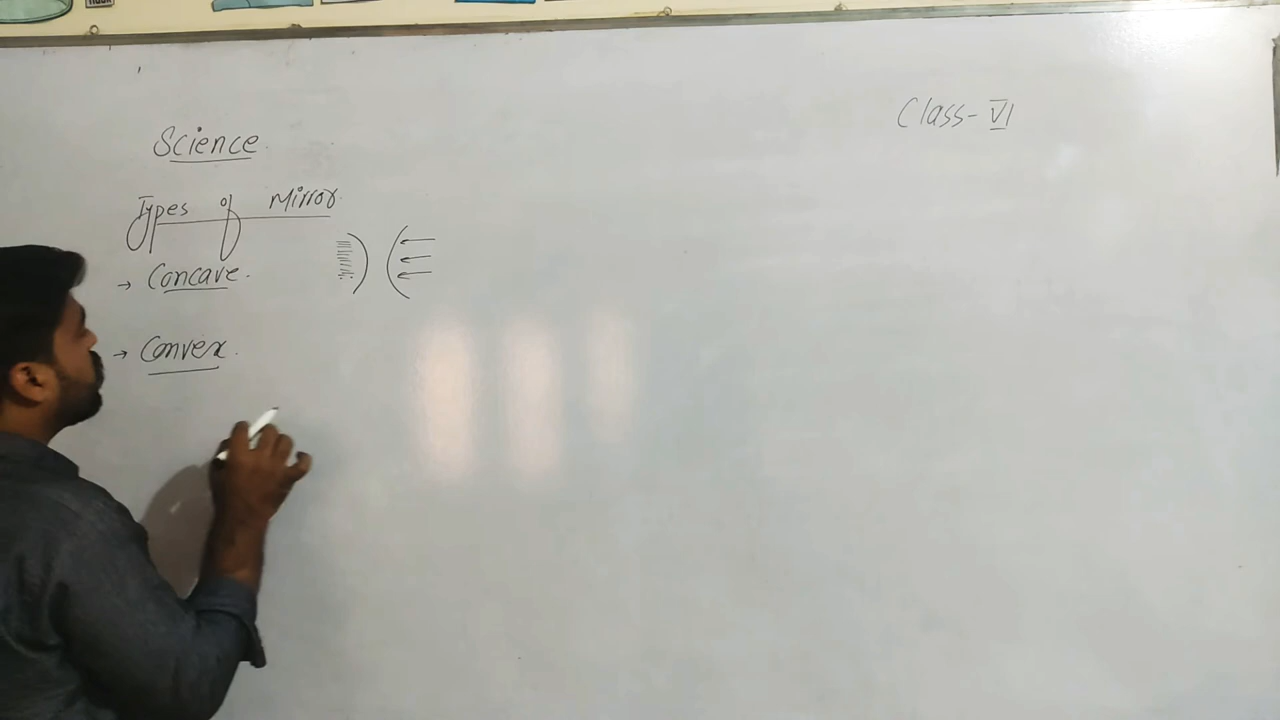 Class-VI
Science.
Types of Mirror.
→ Concave.
→ Convex.